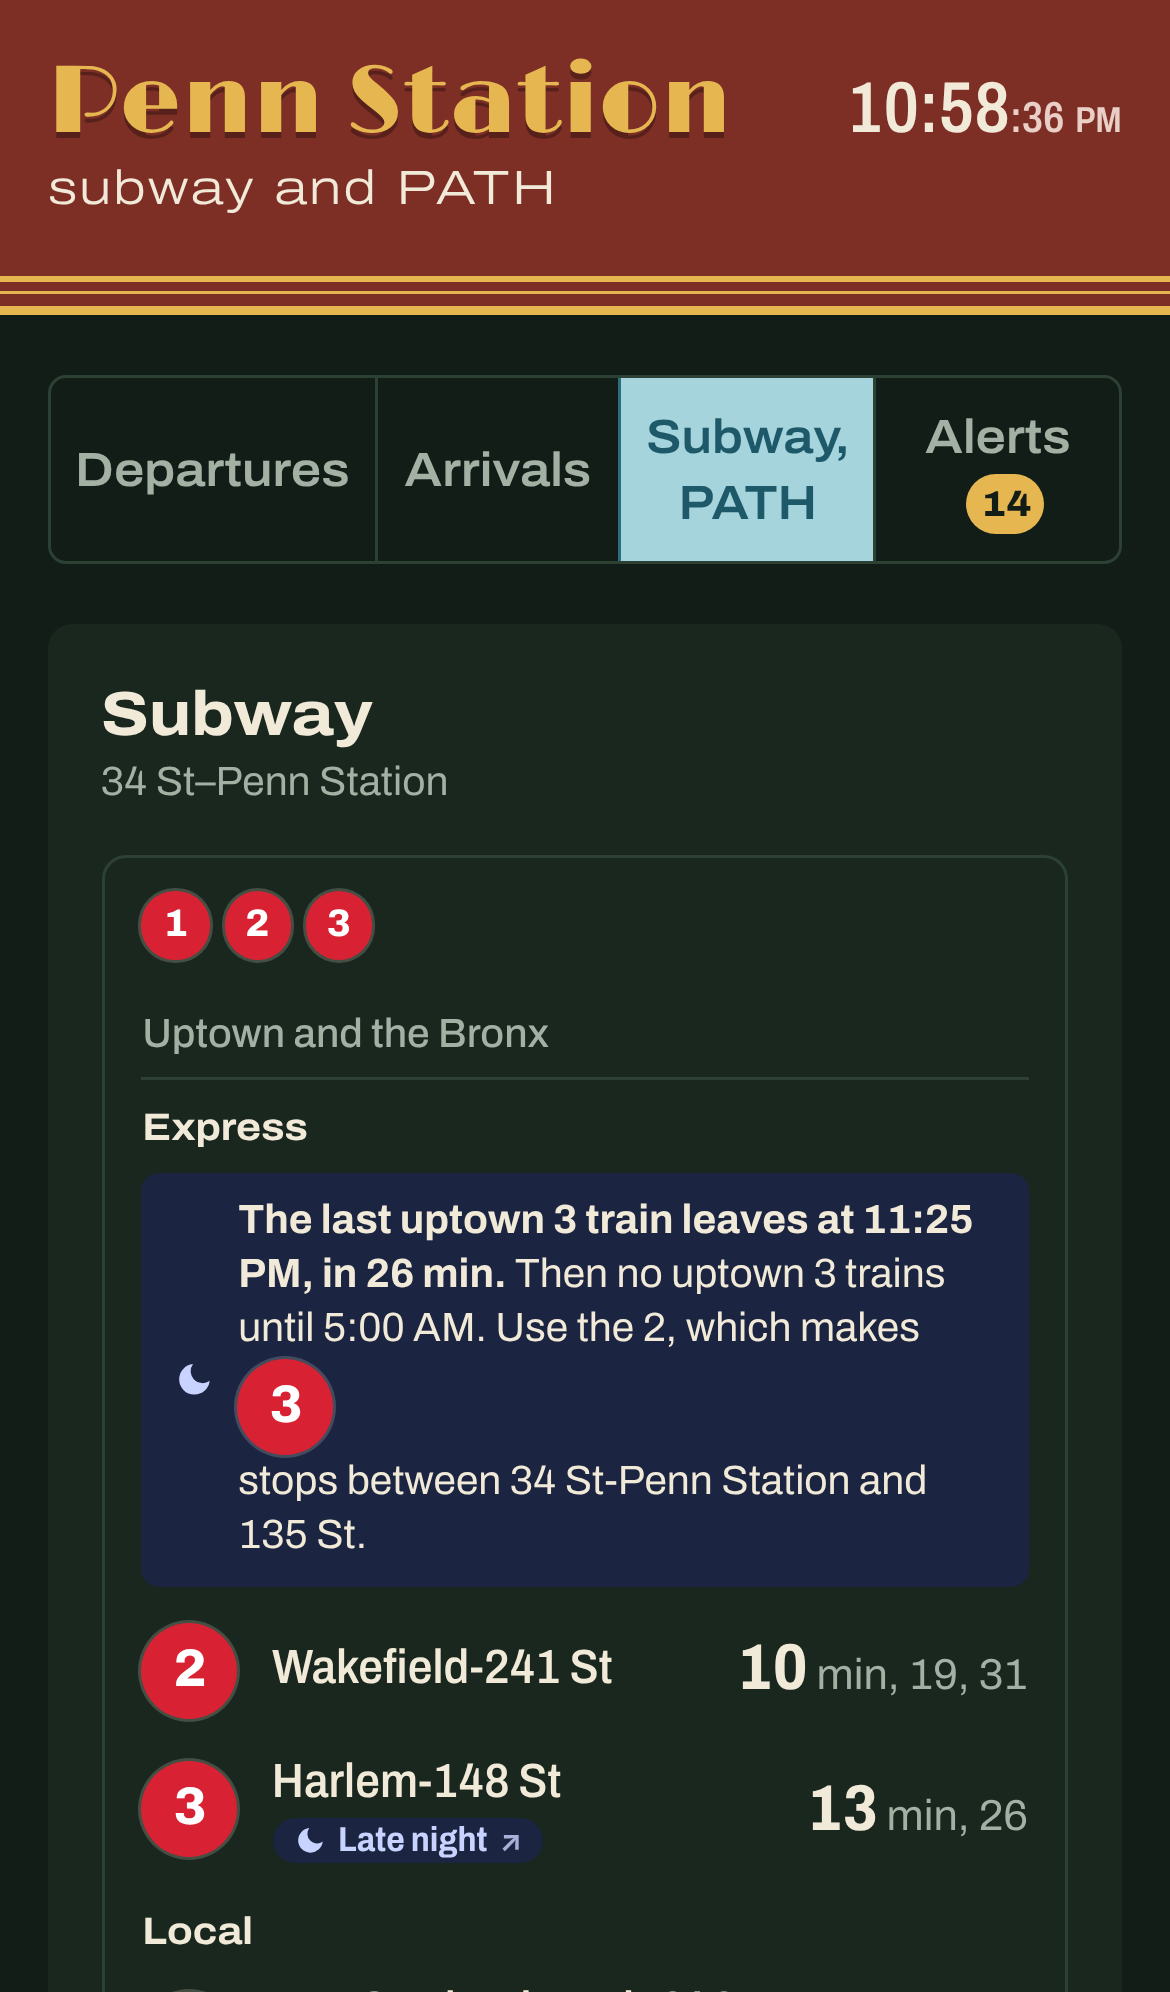 Penn Station
10:58:36 PM
subway and PATH
Departures
Arrivals
Subway,
PATH
Alerts
14
Subway
34 St–Penn Station
1 2 3
Uptown and the Bronx
Express
The last uptown 3 train leaves at 11:25
PM, in 26 min. Then no uptown 3 trains
until 5:00 AM. Use the 2, which makes
3
stops between 34 St-Penn Station and
135 St.
2 Wakefield-241 St 10 min, 19, 31
3 Harlem-148 St 13 min, 26
Late night
Local